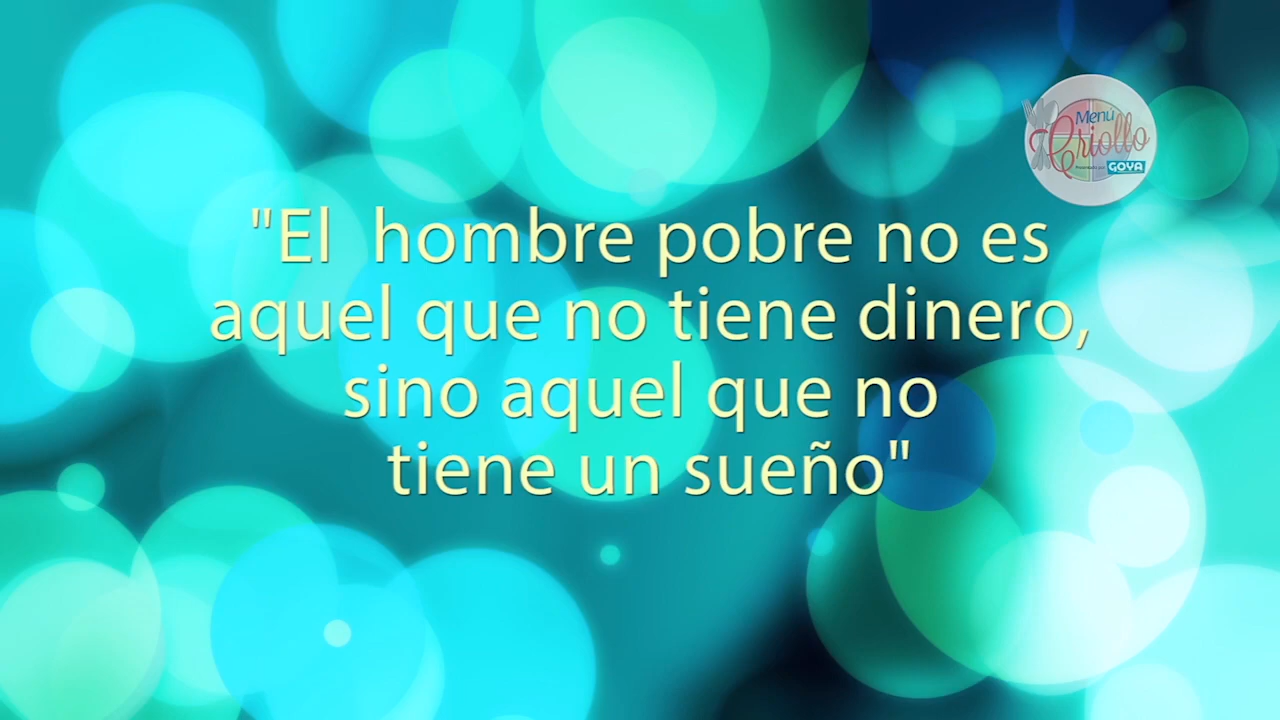 Menú
Criollo
GOYA
"El hombre pobre no es
aquel que no tiene dinero,
sino aquel que no
tiene un sueño"